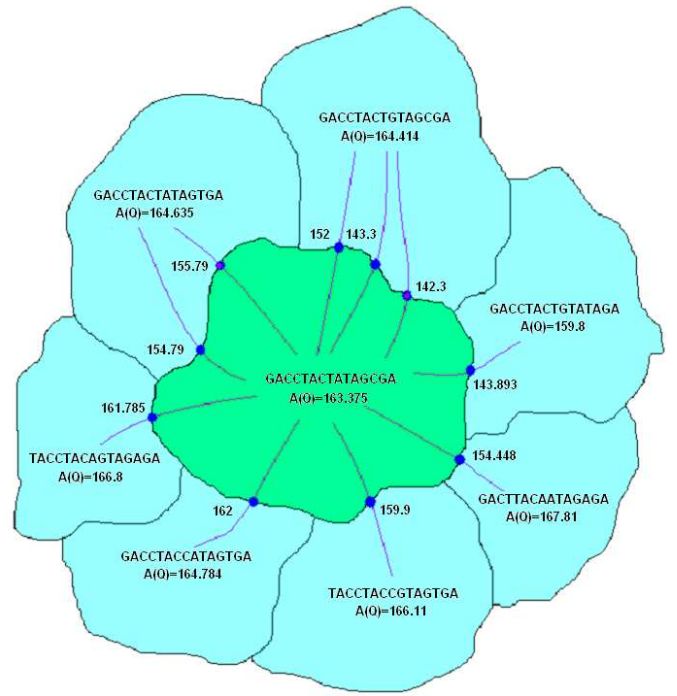 GACCTACTGTAGCGA
A(Q)=164.414
GACCTACTATAGTGA
A(Q)=164.635
152
143.3
155.79
142.3
GACCTACTGTATAGA
A(Q)=159.8
154.79
GACCTACTATAGCGA
A(Q)=163.375
143.893
161.785
TACCTACAGTAGAGA
A(Q)=166.8
154.448
GACTTACAATAGAGA
A(Q)=167.81
162
159.9
GACCTACCATAGTGA
A(Q)=164.784
TACCTACCGTAGTGA
A(Q)=166.11